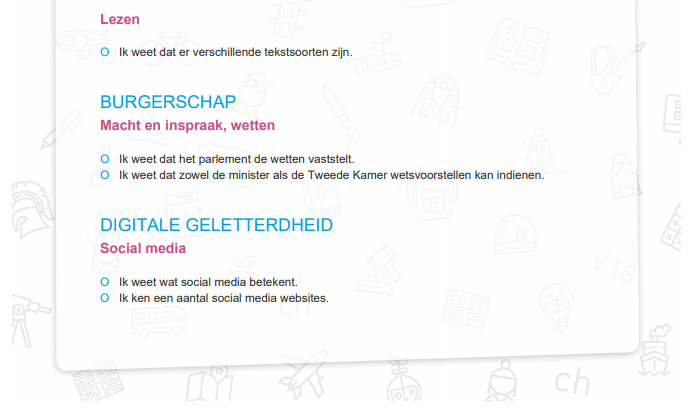 Lezen
O Ik weet dat er verschillende tekstsoorten zijn.
BURGERSCHAP
Macht en inspraak, wetten
O Ik weet dat het parlement de wetten vaststelt.
O Ik weet dat zowel de minister als de Tweede Kamer wetsvoorstellen kan indienen.
DIGITALE GELETTERDHEID
Social media
O Ik weet wat social media betekent.
O Ik ken een aantal social media websites.
√18
ch